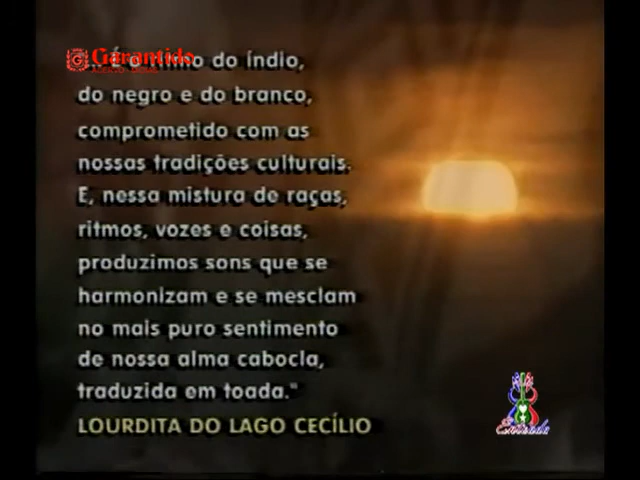 Garantido
do índio,
do negro e do branco,
comprometido com as
nossas tradições culturais.
E, nessa mistura de raças,
ritmos, vozes e coisas,
produzimos sons que se
harmonizam e se mesclam
no mais puro sentimento
de nossa alma cabocla,
traduzida em toada."
LOURDITA DO LAGO CECÍLIO